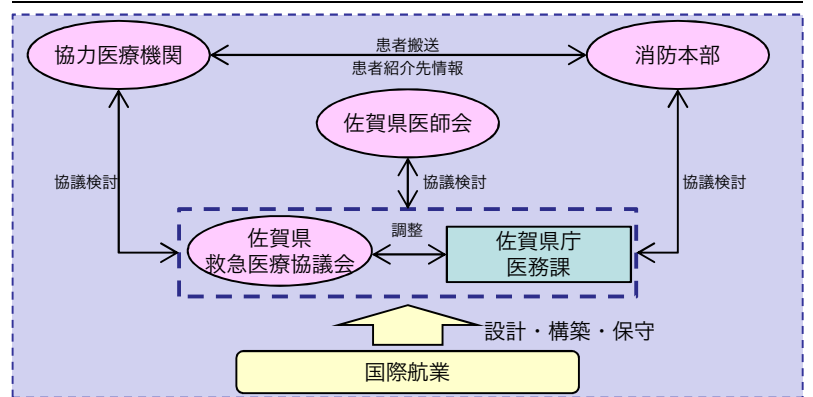 協力医療機関
患者搬送
患者紹介先情報
消防本部
佐賀県医師会
協議検討
協議検討
協議検討
佐賀県
救急医療協議会
調整
佐賀県庁
医務課
設計・構築・保守
国際航業